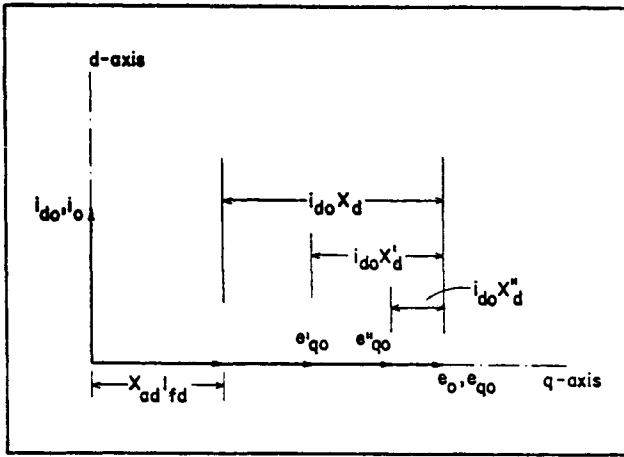 d-axis
i_do, i_o
i_do X_d
i_do X'_d
i_do X''_d
e'_qo
e''_qo
e_o, e_qo
q-axis
X_ad I_fd